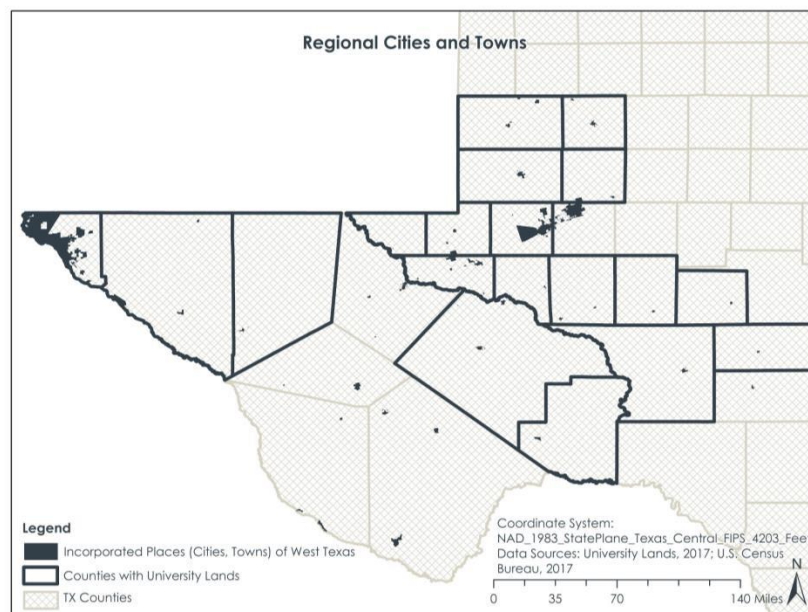 Regional Cities and Towns
Legend
Incorporated Places (Cities, Towns) of West Texas
Counties with University Lands
TX Counties
Coordinate System:
NAD_1983_StatePlane_Texas_Central_FIPS_4203_Fee
Data Sources: University Lands, 2017; U.S. Census
Bureau, 2017
N
0 35 70 140 Miles